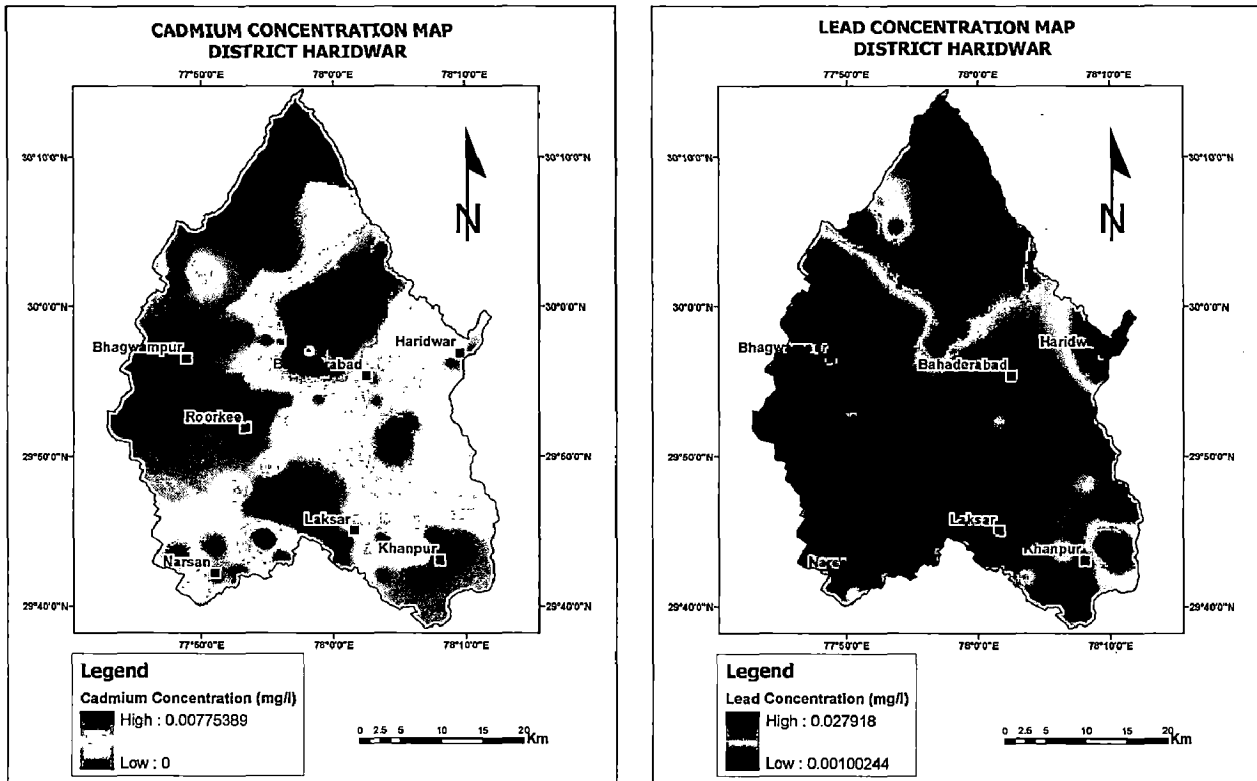 CADMIUM CONCENTRATION MAP
DISTRICT HARIDWAR
77°50'0"E 78°0'0"E 78°10'0"E
30°10'0"N 30°10'0"N
N
30°0'0"N 30°0'0"N
Haridwar
Bhagwampur
Roorkee
29°50'0"N 29°50'0"N
Laksar
Khanpur
Narsan
29°40'0"N 29°40'0"N
77°50'0"E 78°0'0"E 78°10'0"E
Legend
Cadmium Concentration (mg/l)
High : 0.00775389
Low : 0
0 2.5 5 10 15 20
Km
LEAD CONCENTRATION MAP
DISTRICT HARIDWAR
77°50'0"E 78°0'0"E 78°10'0"E
30°10'0"N 30°10'0"N
N
30°0'0"N 30°0'0"N
Bahaderabad
29°50'0"N 29°50'0"N
Laksar
Khanpur
29°40'0"N 29°40'0"N
77°50'0"E 78°0'0"E 78°10'0"E
Legend
Lead Concentration (mg/l)
High : 0.027918
Low : 0.00100244
0 2.5 5 10 15 20
Km